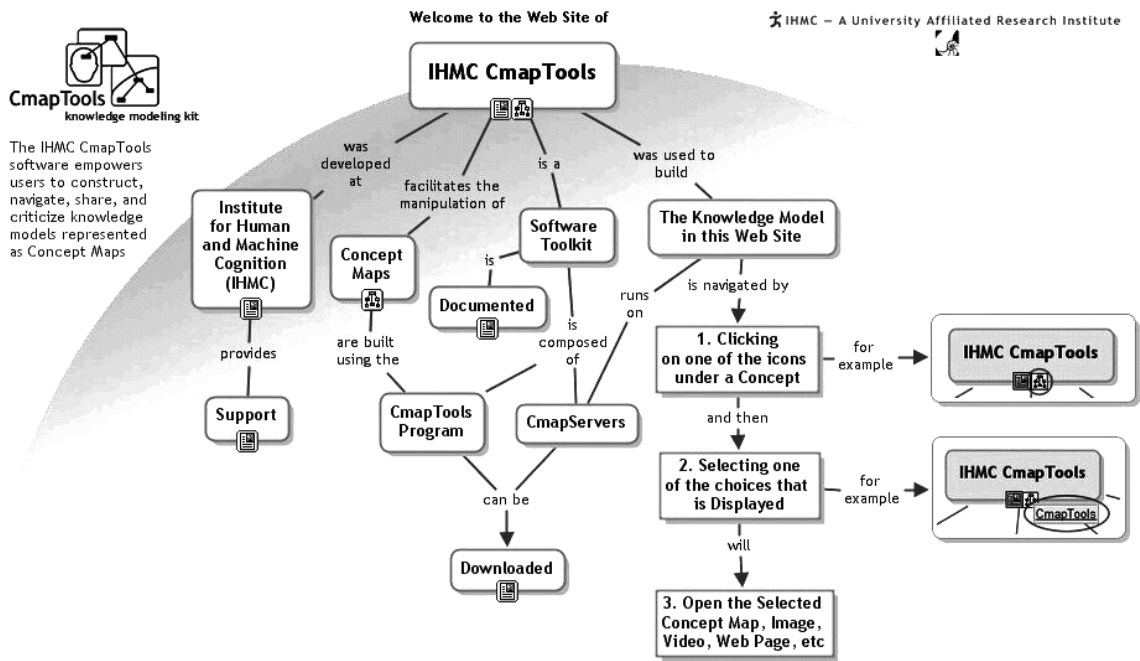 Welcome to the Web Site of
IHMC – A University Affiliated Research Institute
CmapTools
knowledge modeling kit
The IHMC CmapTools
software empowers
users to construct,
navigate, share, and
criticize knowledge
models represented
as Concept Maps
IHMC CmapTools
was
developed
at
facilitates the
manipulation of
is a
was used to
build
Institute
for Human
and Machine
Cognition
(IHMC)
Concept
Maps
Software
Toolkit
The Knowledge Model
in this Web Site
is
Documented
provides
Support
are built
using the
is
composed
of
runs
on
is navigated by
CmapTools
Program
CmapServers
can be
Downloaded
1. Clicking
on one of the icons
under a Concept
for
example
IHMC CmapTools
and then
2. Selecting one
of the choices that
is Displayed
for
example
IHMC CmapTools
CmapTools
will
3. Open the Selected
Concept Map, Image,
Video, Web Page, etc